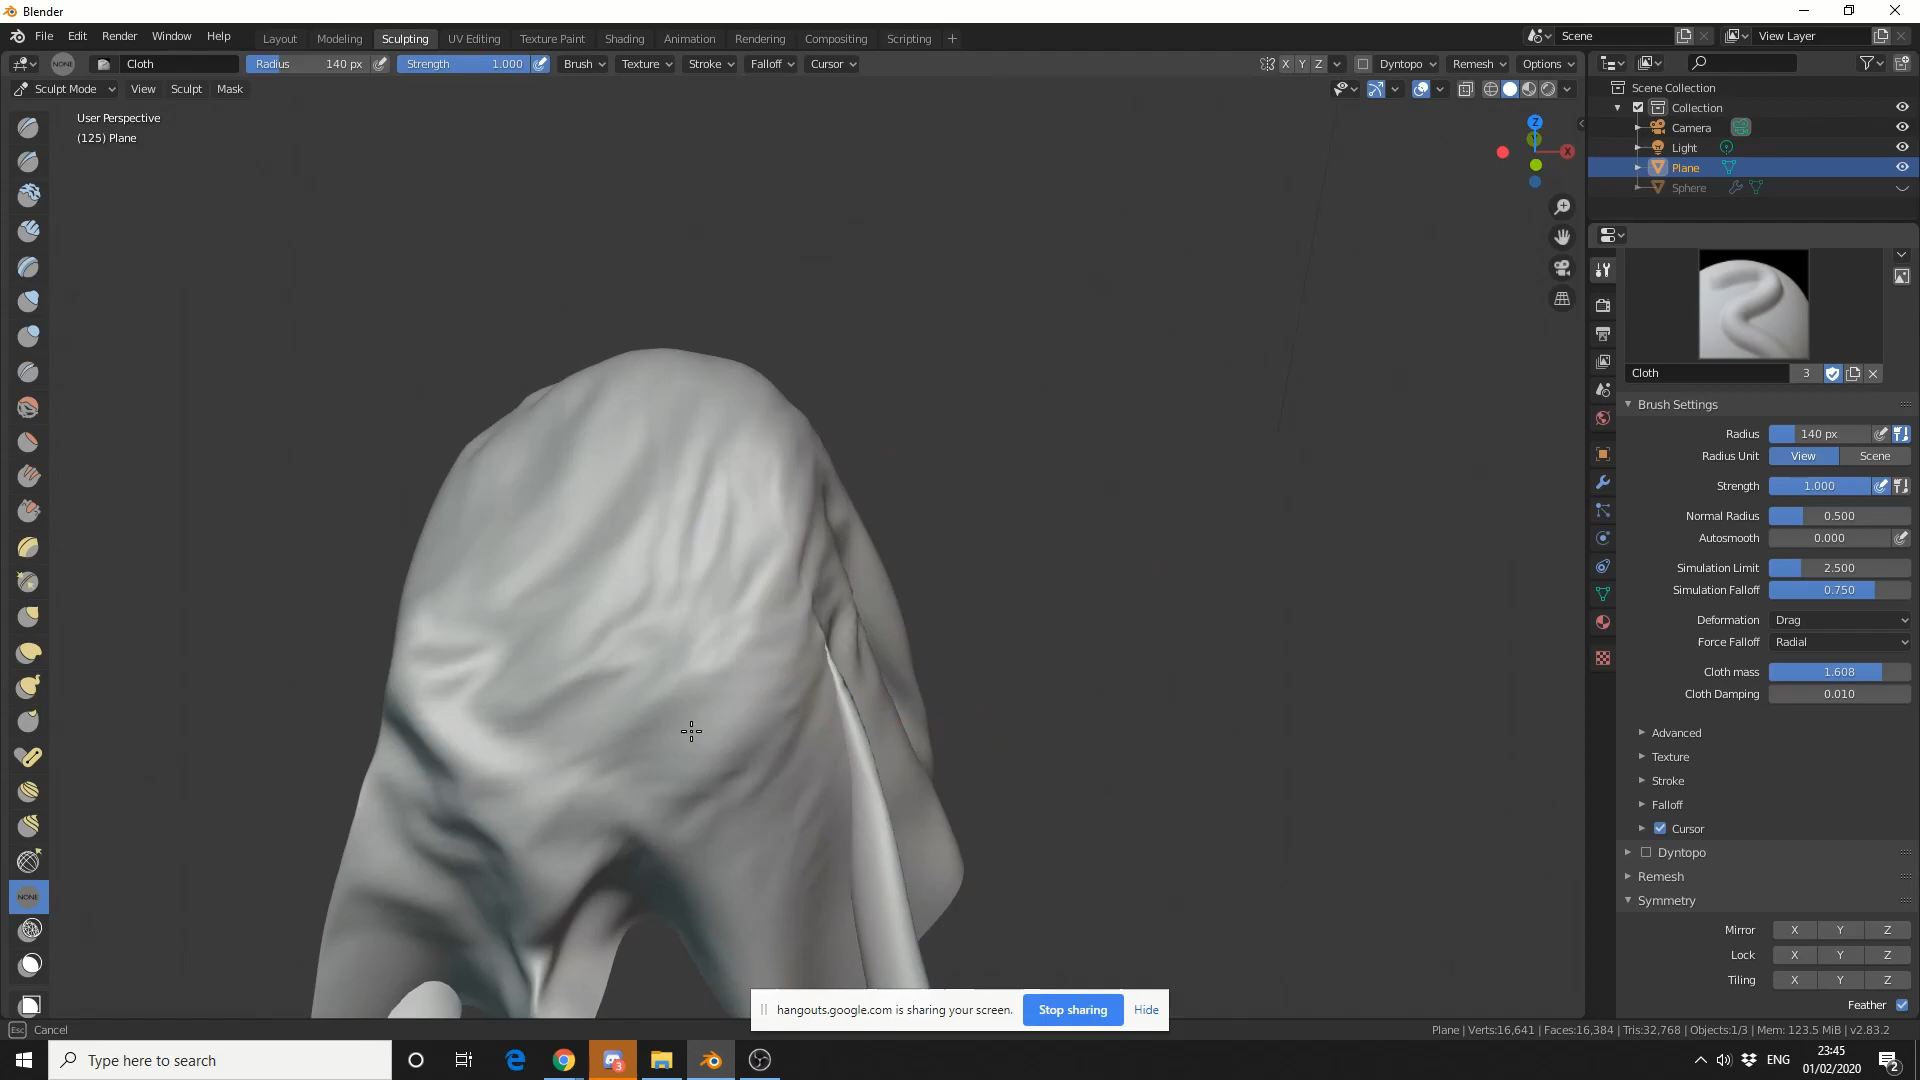 Blender
File Edit Render Window Help
Layout Modeling Sculpting UV Editing Texture Paint Shading Animation Rendering Compositing Scripting +
Scene
View Layer
NONE Cloth Radius 140 px Strength 1.000 Brush Texture Stroke Falloff Cursor
X Y Z Dyntopo Remesh Options
Sculpt Mode View Sculpt Mask
User Perspective
(125) Plane
Z
X
Scene Collection
Collection
Camera
Light
Plane
Sphere
Cloth 3
Brush Settings
Radius 140 px
Radius Unit View Scene
Strength 1.000
Normal Radius 0.500
Autosmooth 0.000
Simulation Limit 2.500
Simulation Falloff 0.750
Deformation Drag
Force Falloff Radial
Cloth mass 1.608
Cloth Damping 0.010
Advanced
Texture
Stroke
Falloff
Cursor
Dyntopo
Remesh
Symmetry
Mirror X Y Z
Lock X Y Z
Tiling X Y Z
Feather
NONE
hangouts.google.com is sharing your screen. Stop sharing Hide
Esc Cancel
Plane | Verts:16,641 | Faces:16,384 | Tris:32,768 | Objects:1/3 | Mem: 123.5 MiB | v2.83.2
Type here to search
3
ENG
23:45
01/02/2020
2